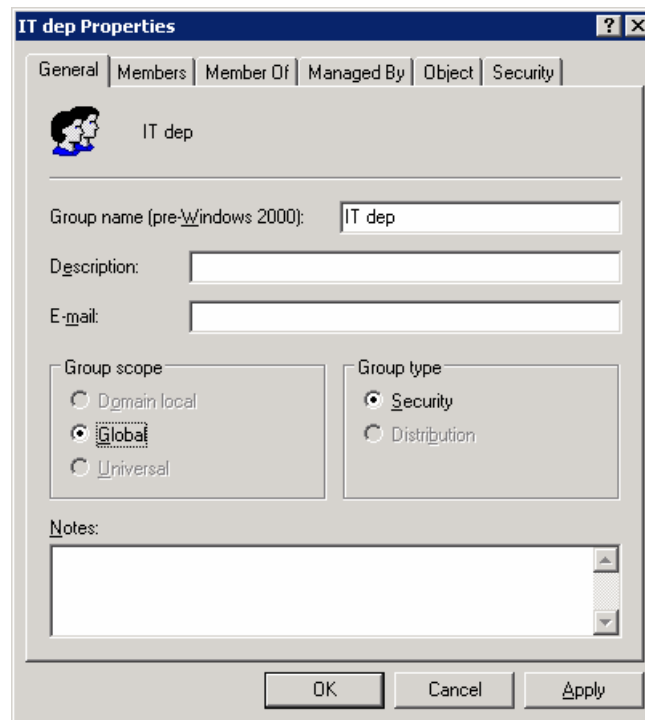 IT dep Properties
General Members Member Of Managed By Object Security
IT dep
Group name (pre-Windows 2000): IT dep
Description:
E-mail:
Group scope Group type
Domain local Security
Global Distribution
Universal
Notes:
OK Cancel Apply